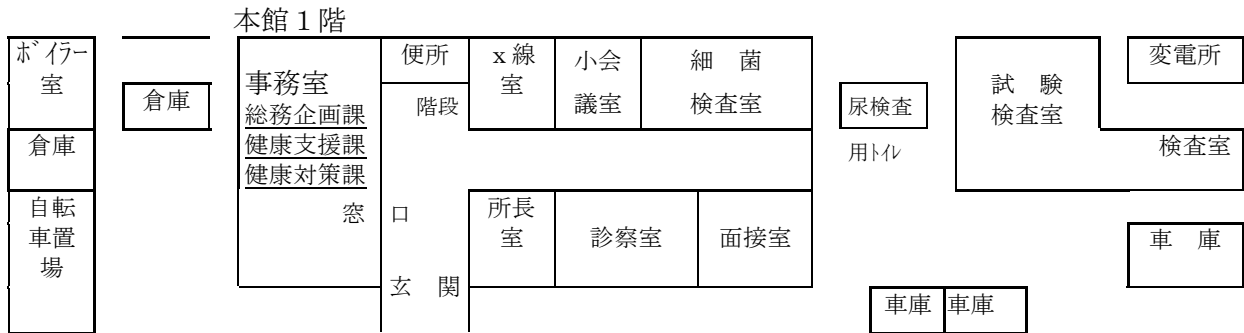 本館１階
ﾎﾞｲﾗｰ
室
倉庫
自転
車置
場
倉庫
事務室
総務企画課
健康支援課
健康対策課
窓　口
便所
階段
玄　関
ｘ線
室
小会
議室
細　菌
検査室
所長
室
診察室
面接室
尿検査
用ﾄｲﾚ
試　験
検査室
変電所
検査室
車　庫
車庫
車庫